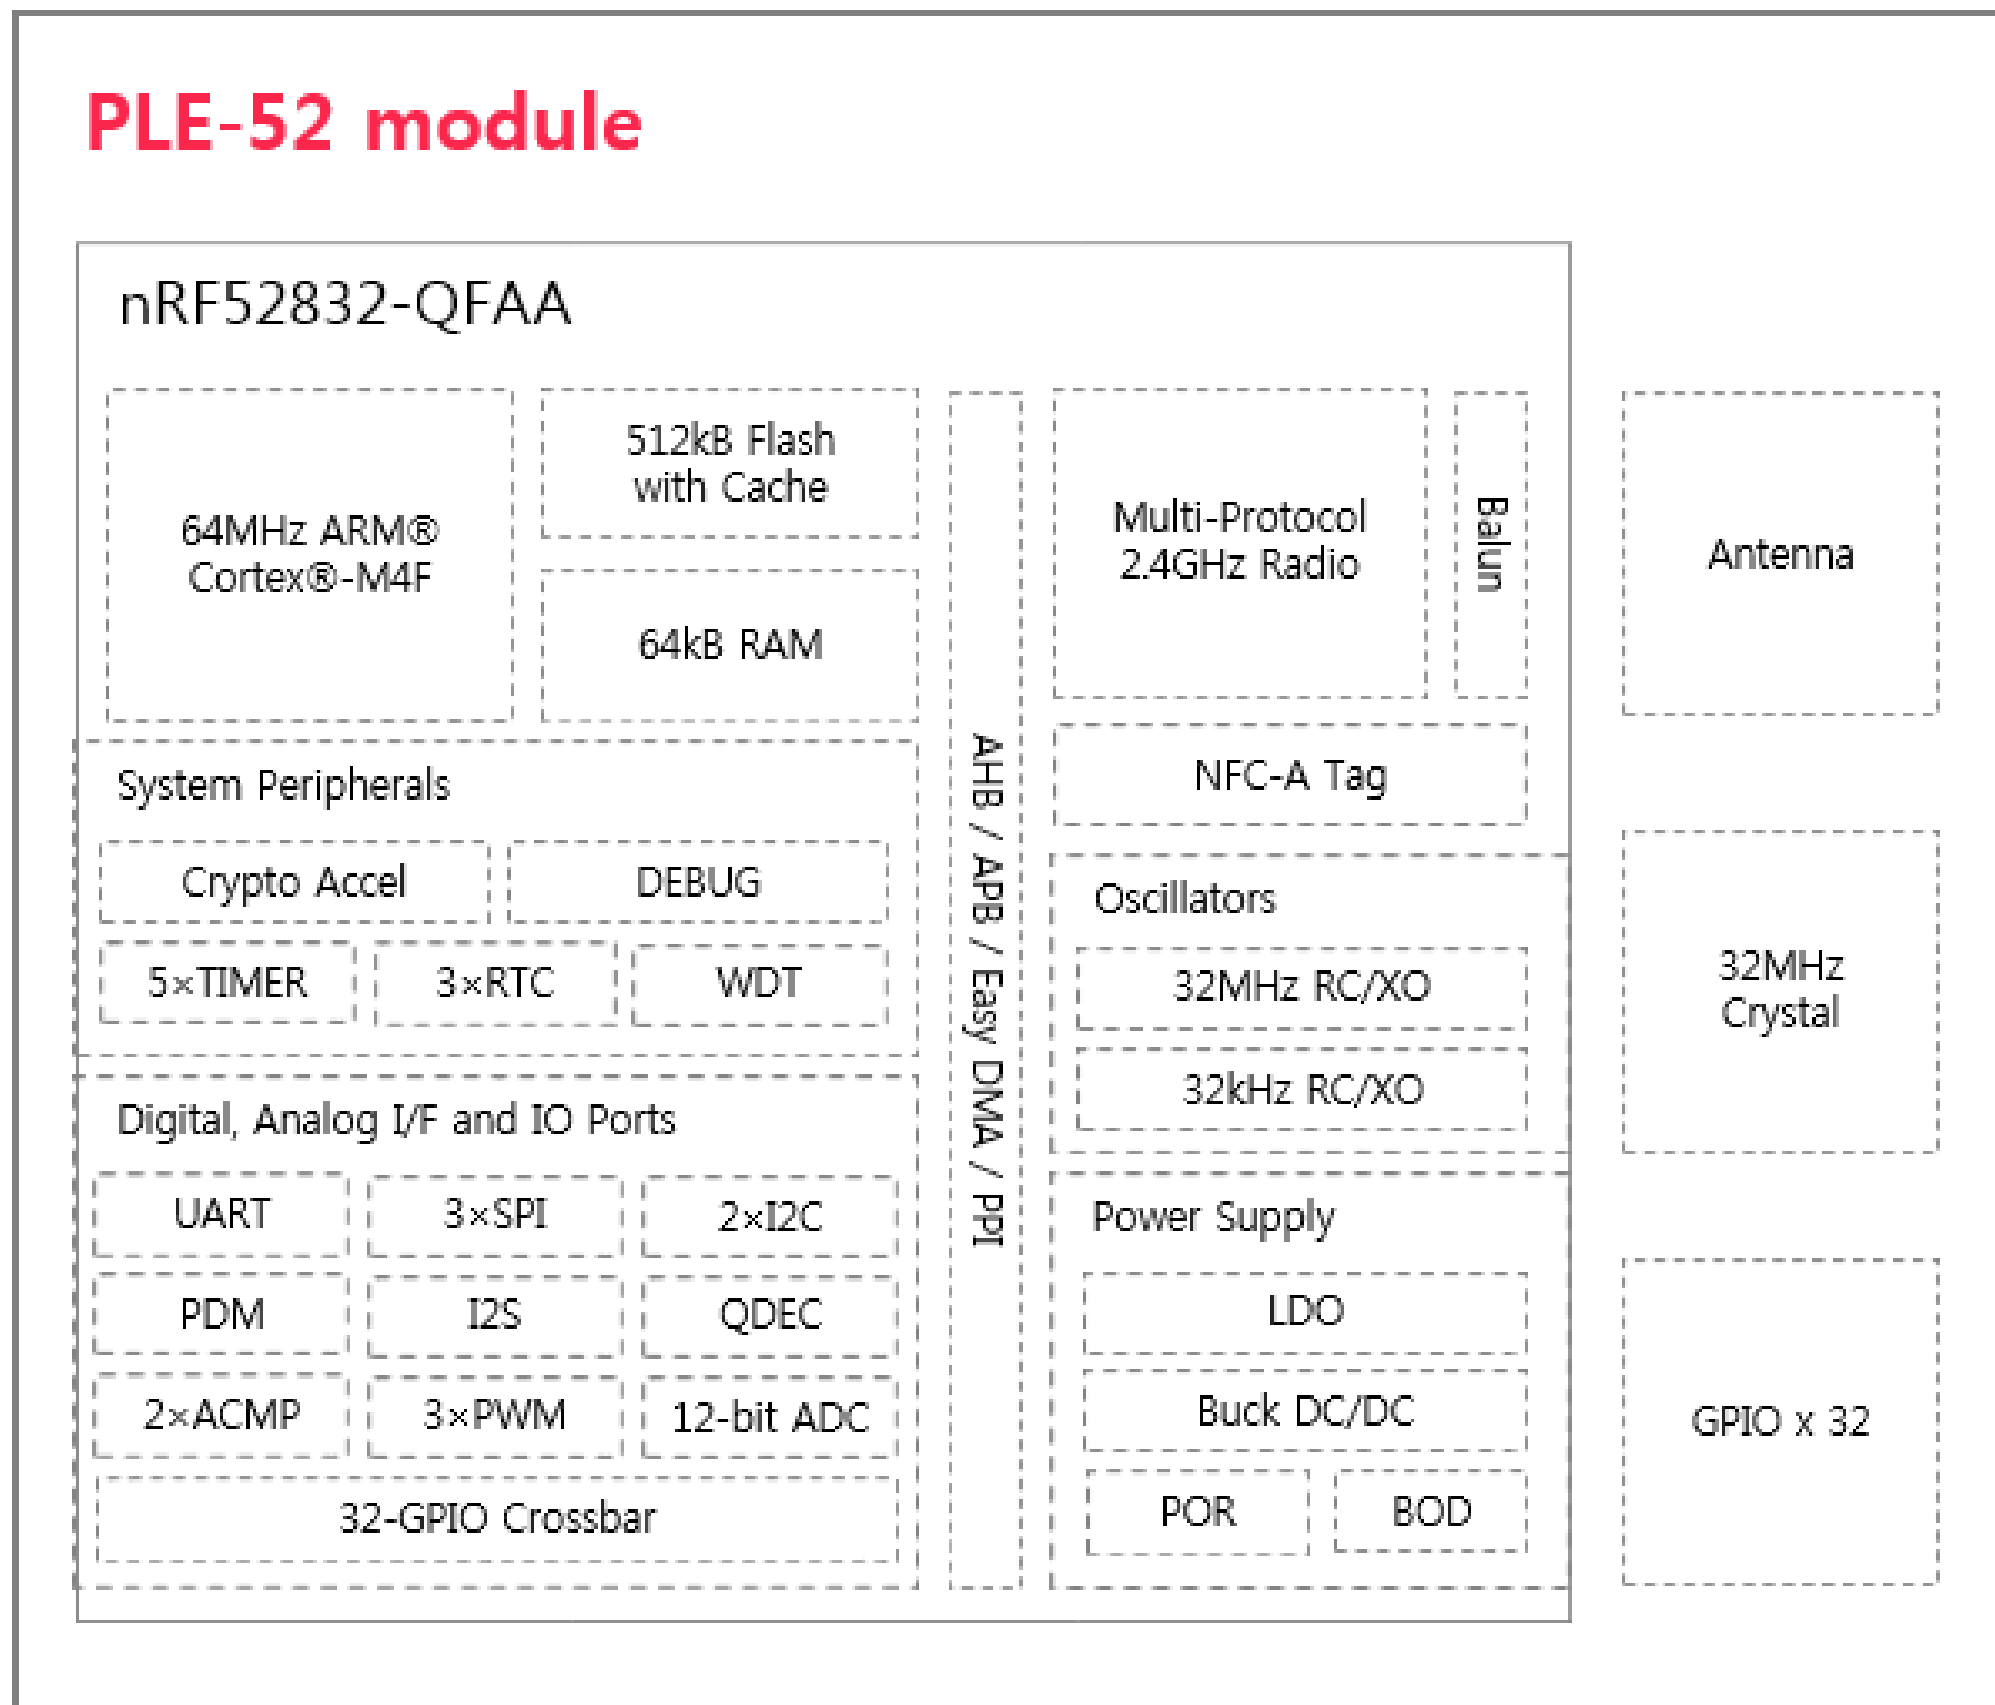 PLE-52 module
nRF52832-QFAA
64MHz ARM®
Cortex®-M4F
512kB Flash
with Cache
64kB RAM
System Peripherals
Crypto Accel
DEBUG
5×TIMER
3×RTC
WDT
Digital, Analog I/F and IO Ports
UART
3×SPI
2×I2C
PDM
I2S
QDEC
2×ACMP
3×PWM
12-bit ADC
32-GPIO Crossbar
AHB / APB / Easy DMA / PPI
Multi-Protocol
2.4GHz Radio
Balun
NFC-A Tag
Oscillators
32MHz RC/XO
32kHz RC/XO
Power Supply
LDO
Buck DC/DC
POR
BOD
Antenna
32MHz
Crystal
GPIO x 32